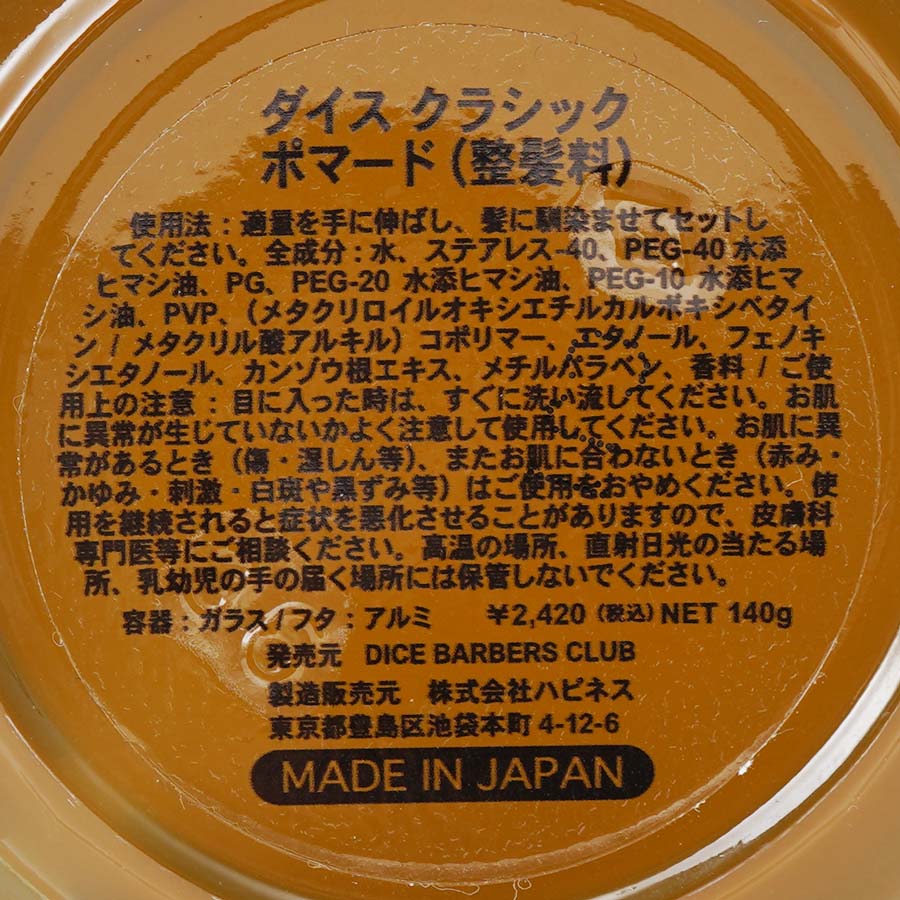 ダイス クラシック
ポマード (整髪料)
使用法：適量を手に伸ばし、髪に馴染ませてセットし
てください。全成分：水、ステアレス-40、PEG-40 水添
ヒマシ油、PG、PEG-20 水添ヒマシ油、PEG-10 水添ヒマ
シ油、PVP、（メタクリロイルオキシエチルカルボキシベタイ
ン / メタクリル酸アルキル）コポリマー、エタノール、フェノキ
シエタノール、カンゾウ根エキス、メチルパラベン、香料 / ご使
用上の注意：目に入った時は、すぐに洗い流してください。お肌
に異常が生じていないかよく注意して使用してください。お肌に異
常があるとき（傷・湿しん等）、またお肌に合わないとき（赤み・
かゆみ・刺激・白斑や黒ずみ等）はご使用をおやめください。使
用を継続されると症状を悪化させることがありますので、皮膚科
専門医等にご相談ください。高温の場所、直射日光の当たる場
所、乳幼児の手の届く場所には保管しないでください。
容器：ガラス / フタ：アルミ ￥2,420（税込）NET 140g
発売元 DICE BARBERS CLUB
製造販売元 株式会社ハピネス
東京都豊島区池袋本町 4-12-6
MADE IN JAPAN